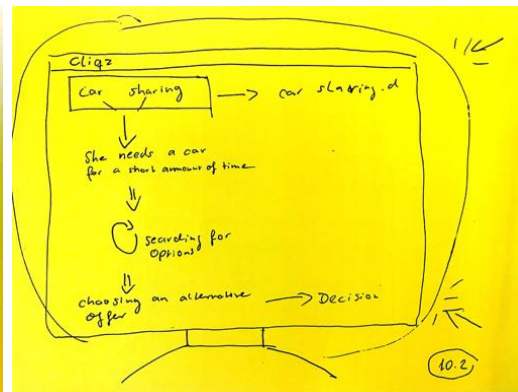 Cliqz
Car sharing → car sharing.d
She needs a car
for a short amount of time
searching for
options
choosing an alternative → Decision
offer
10.2